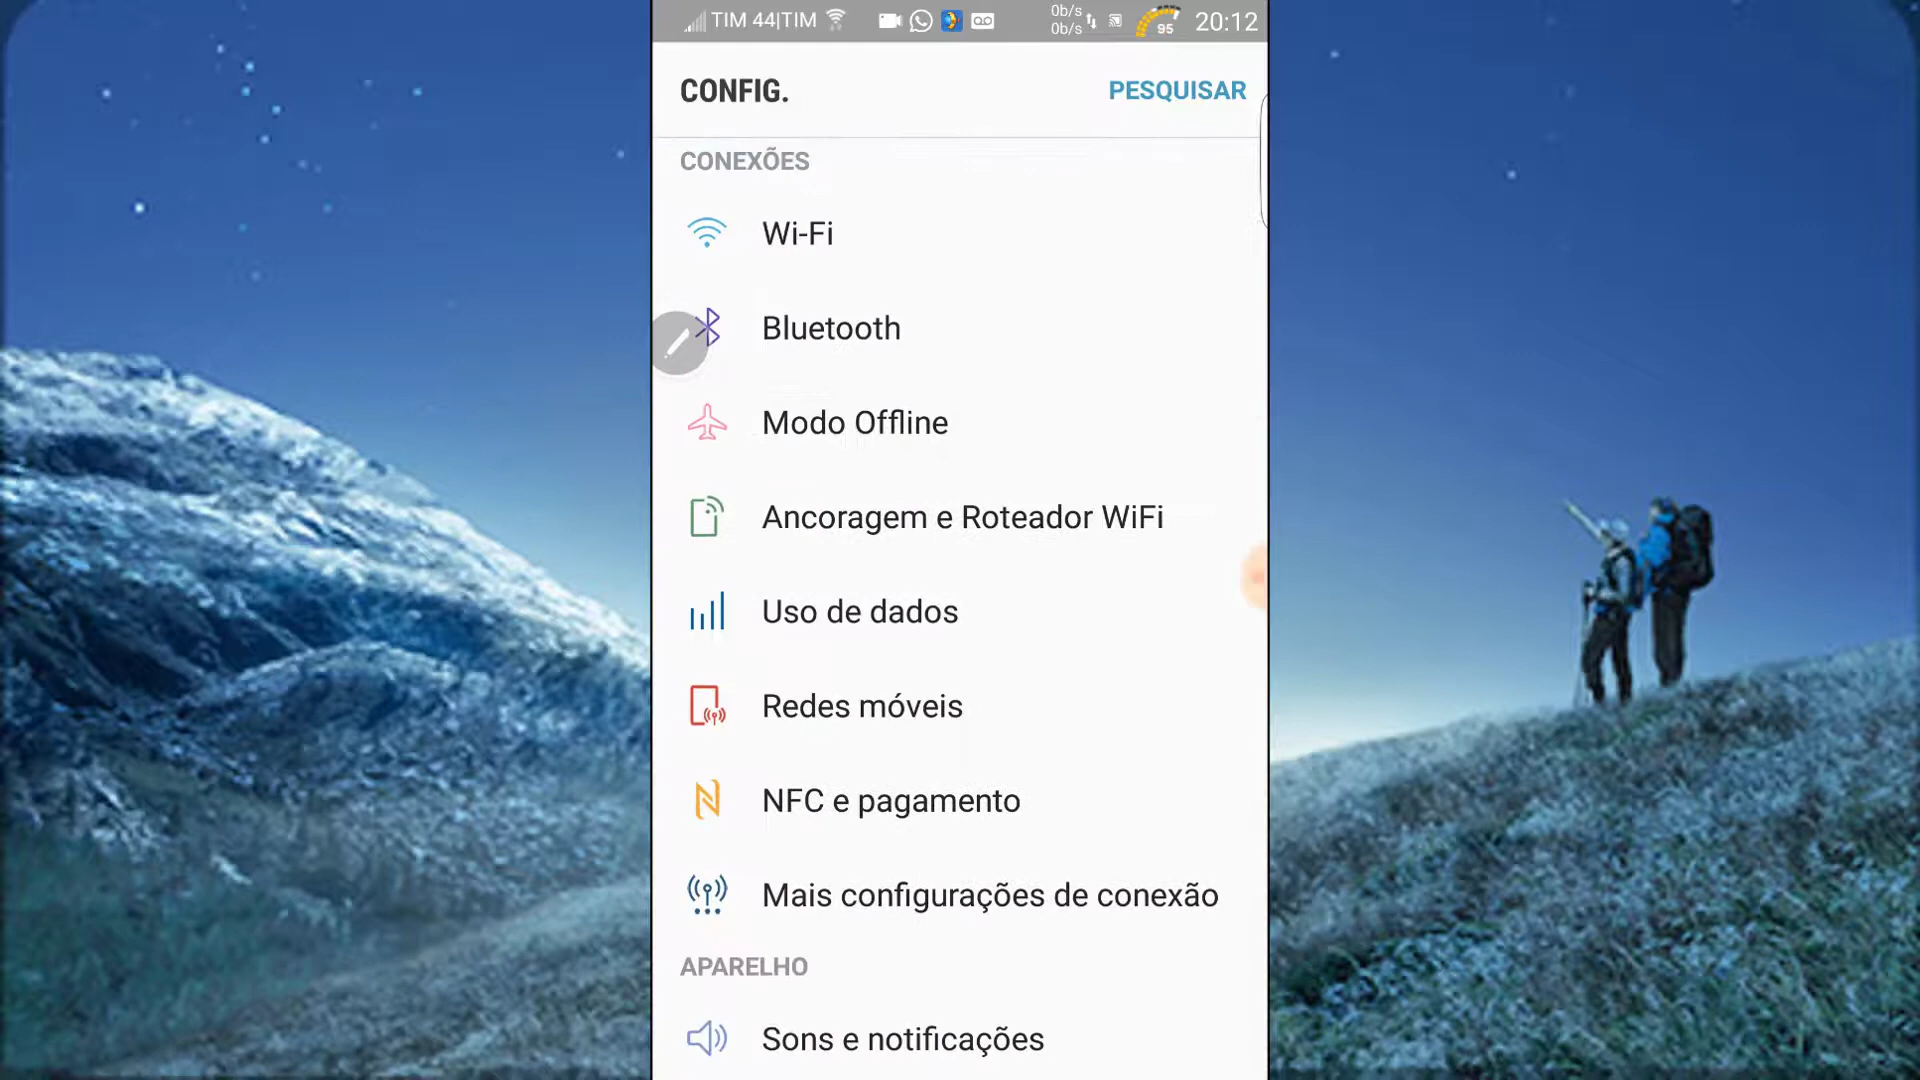 TIM 44|TIM
0b/s
0b/s
95
20:12
CONFIG.
PESQUISAR
CONEXÕES
Wi-Fi
Bluetooth
Modo Offline
Ancoragem e Roteador WiFi
Uso de dados
Redes móveis
NFC e pagamento
Mais configurações de conexão
APARELHO
Sons e notificações